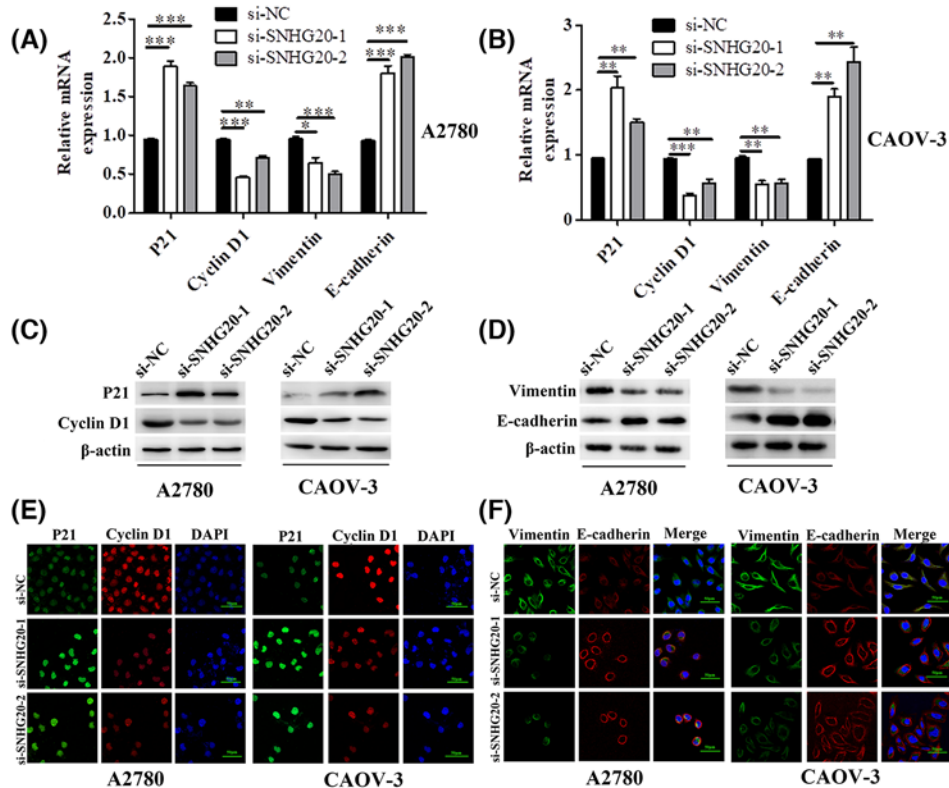 (A)
si-NC
si-SNHG20-1
si-SNHG20-2
Relative mRNA
expression
2.5
2.0
1.5
1.0
0.5
0.0
***
***
***
**
***
*
***
***
P21
Cyclin D1
Vimentin
E-cadherin
A2780
(B)
si-NC
si-SNHG20-1
si-SNHG20-2
Relative mRNA
expression
3
2
1
0
**
**
**
***
**
**
**
**
P21
Cyclin D1
Vimentin
E-cadherin
CAOV-3
(C)
si-NC
si-SNHG20-1
si-SNHG20-2
si-NC
si-SNHG20-1
si-SNHG20-2
P21
Cyclin D1
β-actin
A2780
CAOV-3
(D)
si-NC
si-SNHG20-1
si-SNHG20-2
si-NC
si-SNHG20-1
si-SNHG20-2
Vimentin
E-cadherin
β-actin
A2780
CAOV-3
(E)
P21 Cyclin D1 DAPI P21 Cyclin D1 DAPI
si-NC
si-SNHG20-1
si-SNHG20-2
A2780
CAOV-3
(F)
Vimentin E-cadherin Merge Vimentin E-cadherin Merge
si-NC
si-SNHG20-1
si-SNHG20-2
A2780
CAOV-3